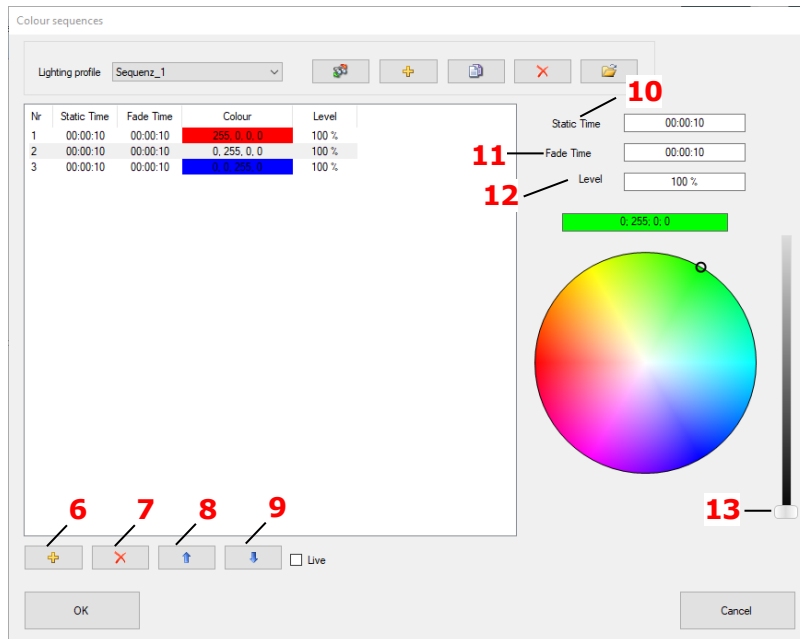 Colour sequences
Lighting profile Sequenz_1
10
Nr Static Time Fade Time Colour Level
1 00:00:10 00:00:10 255, 0, 0, 0 100 %
2 00:00:10 00:00:10 0, 255, 0, 0 100 %
3 00:00:10 00:00:10 0, 0, 255, 0 100 %
Static Time 00:00:10
11 Fade Time 00:00:10
12 Level 100 %
0; 255; 0; 0
6 7 8 9
13
Live
OK Cancel